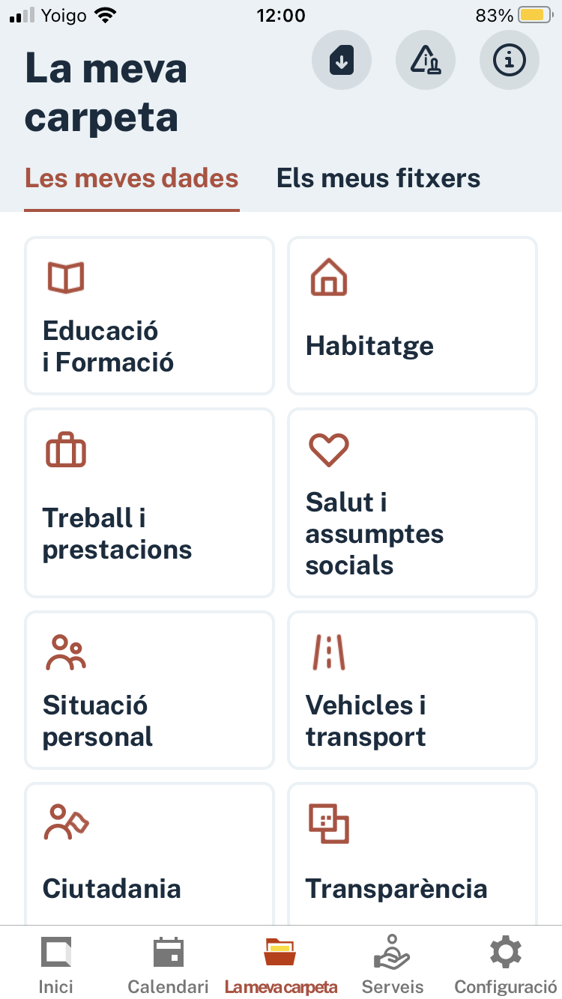 Yoigo 12:00 83%
La meva
carpeta
Les meves dades Els meus fitxers
Educació
i Formació
Habitatge
Treball i
prestacions
Salut i
assumptes
socials
Situació
personal
Vehicles i
transport
Ciutadania
Transparència
Inici Calendari La meva carpeta Serveis Configuració